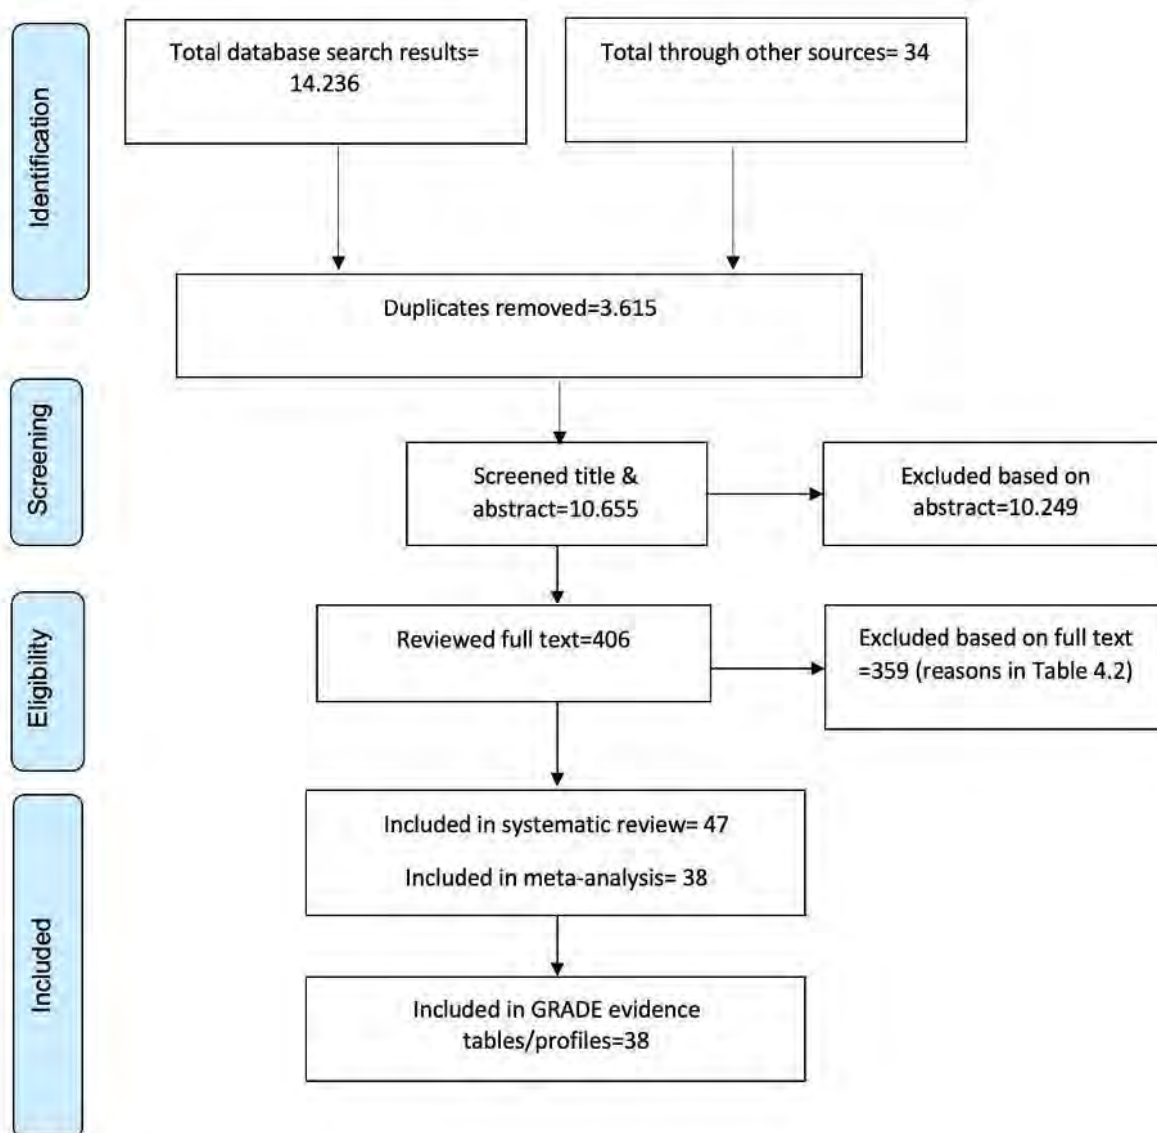 Identification
Total database search results=
14.236
Total through other sources= 34
Duplicates removed=3.615
Screening
Screened title &
abstract=10.655
Excluded based on
abstract=10.249
Eligibility
Reviewed full text=406
Excluded based on full text
=359 (reasons in Table 4.2)
Included
Included in systematic review= 47
Included in meta-analysis= 38
Included in GRADE evidence
tables/profiles=38